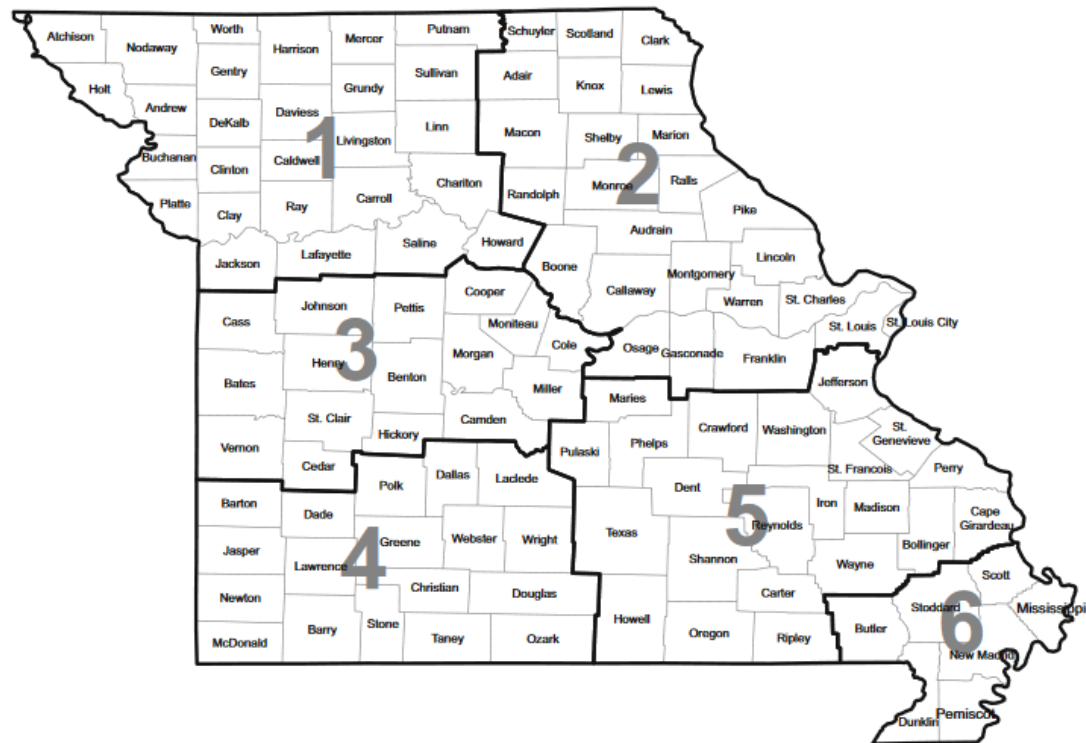 Atchison
Nodaway
Worth
Harrison
Mercer
Putnam
Schuyler
Scotland
Clark
Holt
Gentry
Sullivan
Adair
Knox
Lewis
Andrew
Grundy
DeKalb
Daviess
Livingston
Linn
Macon
Shelby
Marion
1
2
Buchanan
Clinton
Caldwell
Chariton
Randolph
Monroe
Ralls
Platte
Clay
Ray
Carroll
Pike
Audrain
Jackson
Lafayette
Saline
Howard
Boone
Montgomery
Lincoln
Callaway
Warren
St. Charles
Cass
Johnson
Pettis
Cooper
Moniteau
St. Louis
St. Louis City
3
Henry
Morgan
Cole
Osage
Gasconade
Franklin
Bates
Benton
Miller
Jefferson
Maries
St. Clair
Camden
Vernon
Hickory
Cedar
Pulaski
Phelps
Crawford
Washington
St.
Genevieve
St. Francois
Perry
Polk
Dallas
Laclede
Dent
Barton
Dade
5
Iron
Madison
Cape
Girardeau
Reynolds
Texas
Jasper
Greene
Webster
Wright
Shannon
Bollinger
4
Lawrence
Wayne
Newton
Christian
Douglas
Carter
Scott
Stoddard
Mississippi
6
McDonald
Barry
Stone
Taney
Ozark
Howell
Oregon
Ripley
Butler
New Madrid
Dunklin
Pemiscot